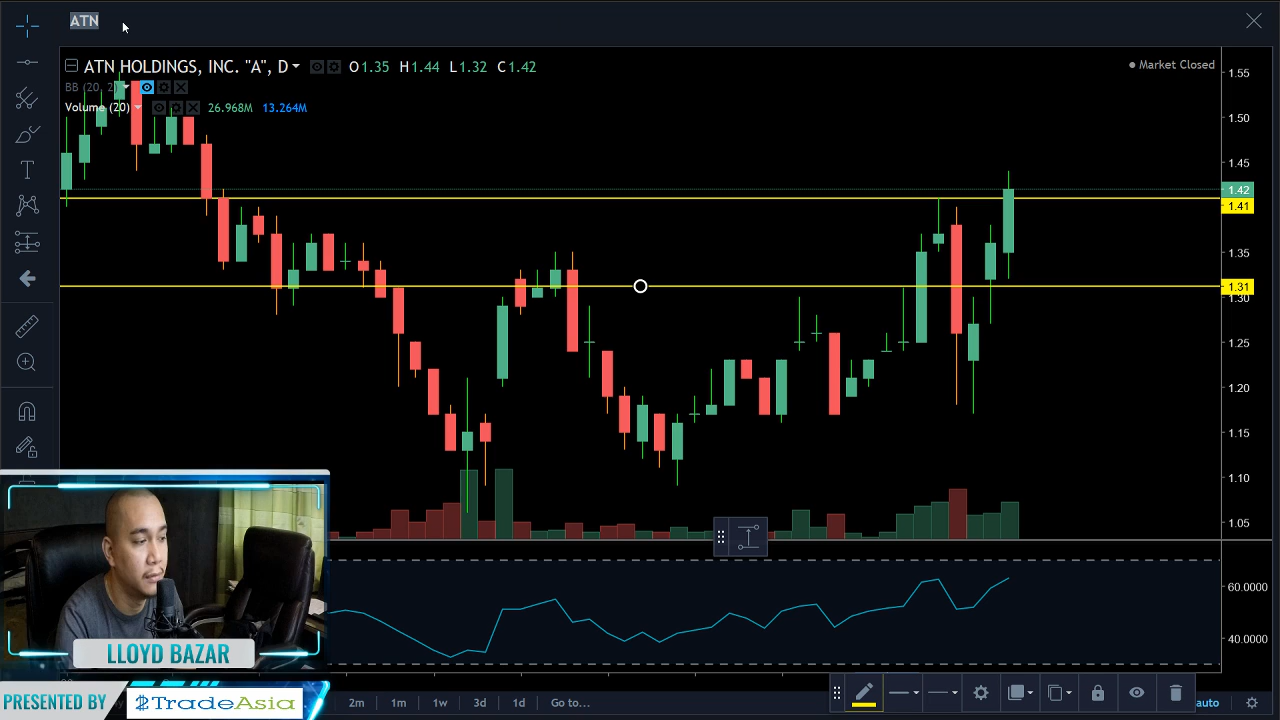 ATN
ATN HOLDINGS, INC. "A", D O1.35 H1.44 L1.32 C1.42
Market Closed
BB (20, 2)
Volume (20) 26.968M 13.264M
1.55
1.50
1.45
1.42
1.41
1.35
1.31
1.30
1.25
1.20
1.15
1.10
1.05
60.0000
40.0000
LLOYD BAZAR
PRESENTED BY TradeAsia
2m 1m 1w 3d 1d Go to... auto